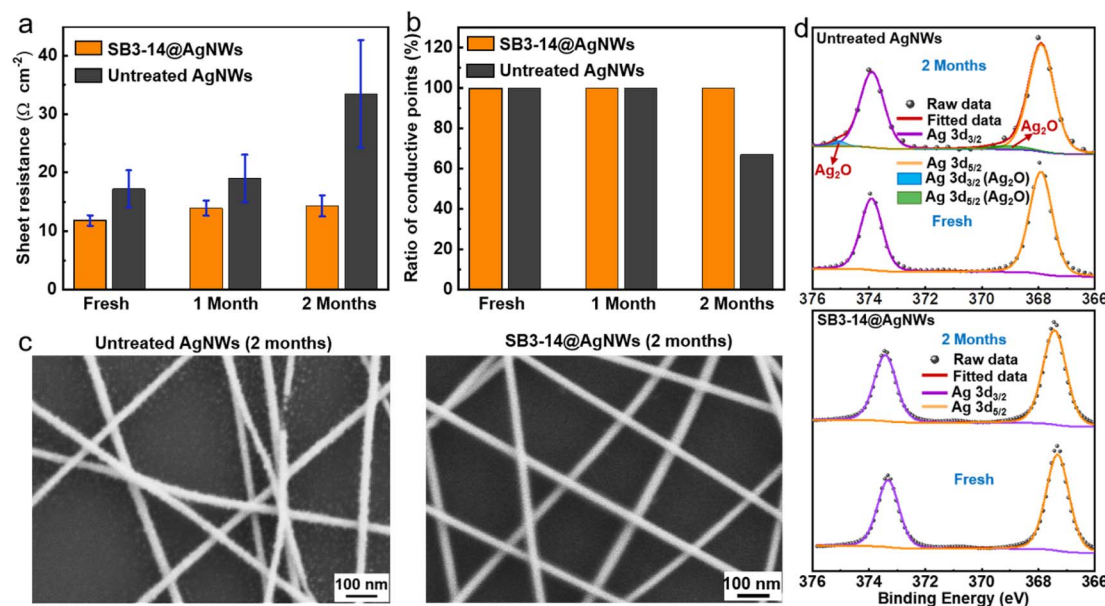 a
SB3-14@AgNWs
Untreated AgNWs
Sheet resistance (Ω cm⁻²)
40
30
20
10
0
Fresh
1 Month
2 Months
b
SB3-14@AgNWs
Untreated AgNWs
Ratio of conductive points (%)
120
100
80
60
40
20
0
Fresh
1 Month
2 Months
c
Untreated AgNWs (2 months)
100 nm
SB3-14@AgNWs (2 months)
100 nm
d
Untreated AgNWs
2 Months
Raw data
Fitted data
Ag 3d₃/₂
Ag₂O
Ag₂O
Ag 3d₅/₂
Ag 3d₃/₂ (Ag₂O)
Ag 3d₅/₂ (Ag₂O)
Fresh
376 374 372 370 368 366
SB3-14@AgNWs
2 Months
Raw data
Fitted data
Ag 3d₃/₂
Ag 3d₅/₂
Fresh
376 374 372 370 368 366
Binding Energy (eV)